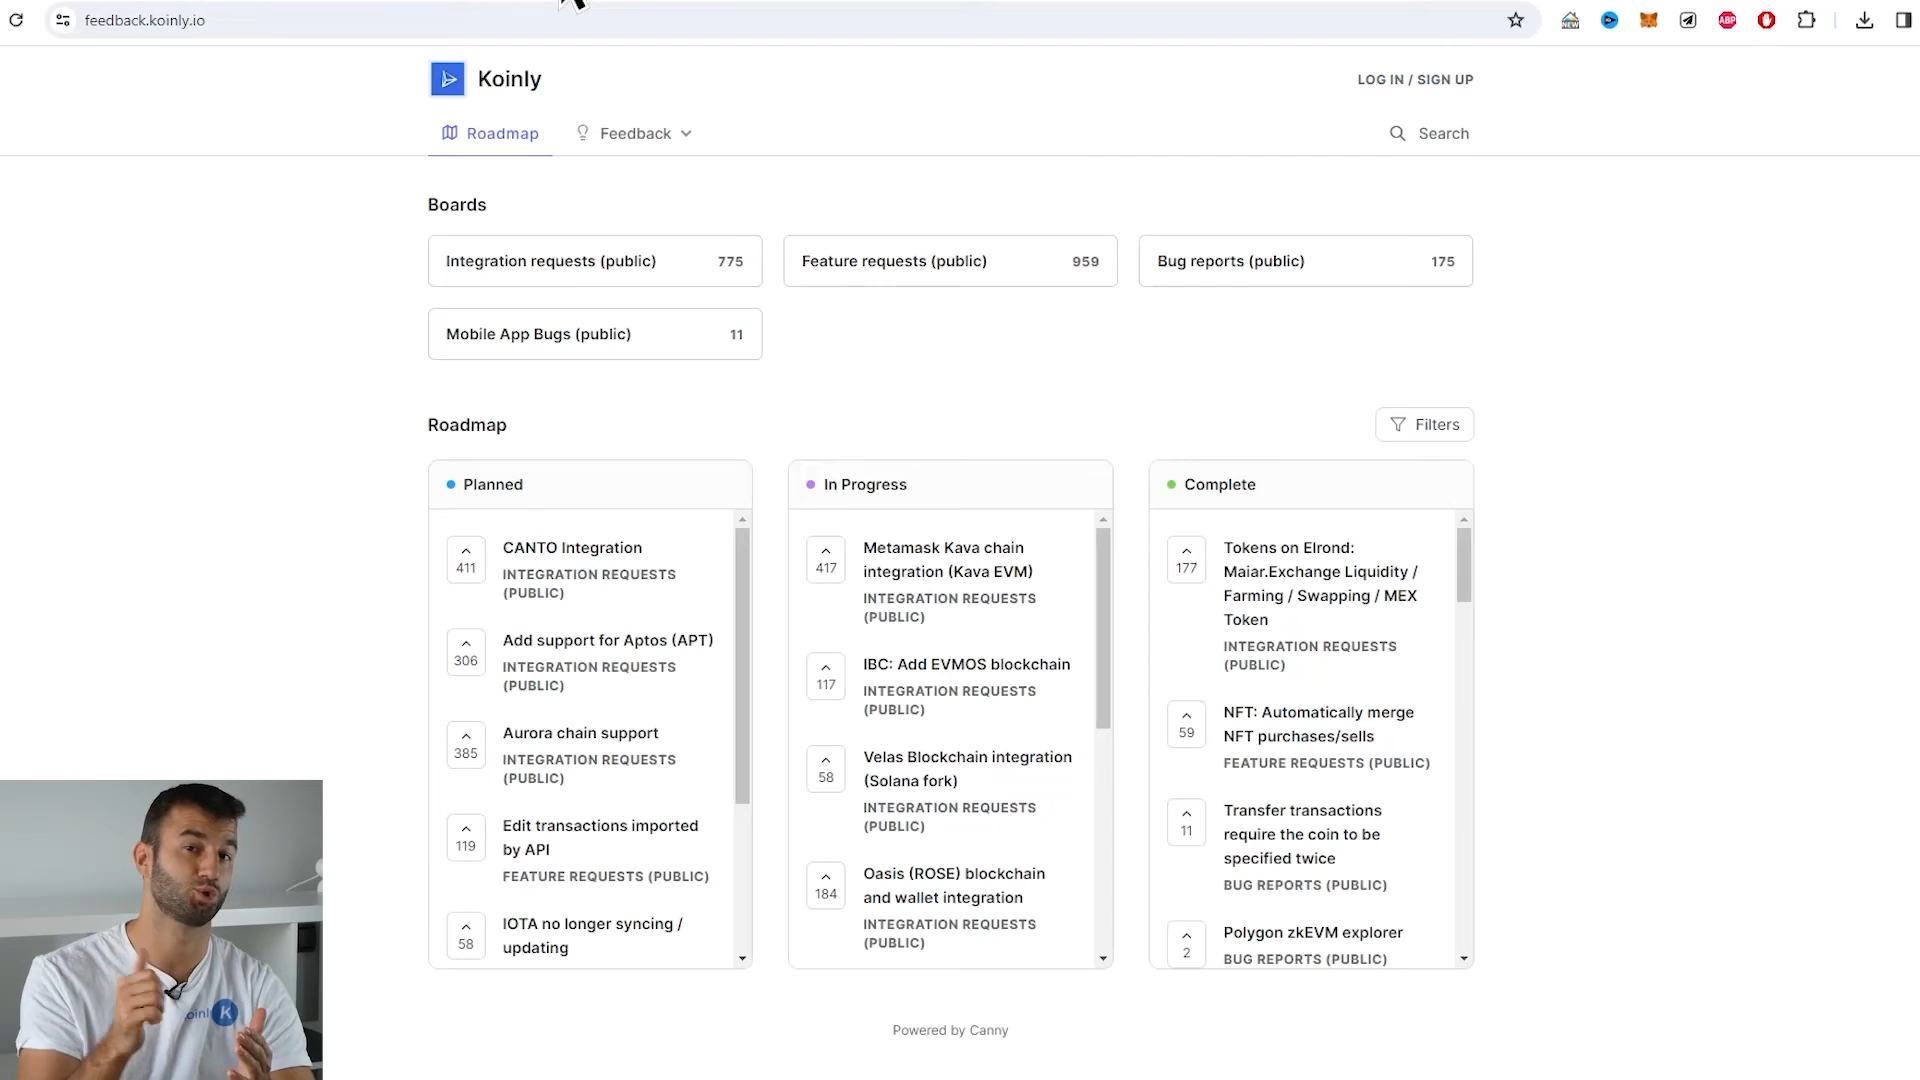 feedback.koinly.io
NEW
ABP
Koinly
LOG IN / SIGN UP
Roadmap
Feedback
Search
Boards
Integration requests (public) 775
Feature requests (public) 959
Bug reports (public) 175
Mobile App Bugs (public) 11
Roadmap
Filters
Planned
411
CANTO Integration
INTEGRATION REQUESTS
(PUBLIC)
306
Add support for Aptos (APT)
INTEGRATION REQUESTS
(PUBLIC)
385
Aurora chain support
INTEGRATION REQUESTS
(PUBLIC)
119
Edit transactions imported
by API
FEATURE REQUESTS (PUBLIC)
58
IOTA no longer syncing /
updating
In Progress
417
Metamask Kava chain
integration (Kava EVM)
INTEGRATION REQUESTS
(PUBLIC)
117
IBC: Add EVMOS blockchain
INTEGRATION REQUESTS
(PUBLIC)
58
Velas Blockchain integration
(Solana fork)
INTEGRATION REQUESTS
(PUBLIC)
184
Oasis (ROSE) blockchain
and wallet integration
INTEGRATION REQUESTS
(PUBLIC)
Complete
177
Tokens on Elrond:
Maiar.Exchange Liquidity /
Farming / Swapping / MEX
Token
INTEGRATION REQUESTS
(PUBLIC)
59
NFT: Automatically merge
NFT purchases/sells
FEATURE REQUESTS (PUBLIC)
11
Transfer transactions
require the coin to be
specified twice
BUG REPORTS (PUBLIC)
2
Polygon zkEVM explorer
BUG REPORTS (PUBLIC)
Powered by Canny
oinl K